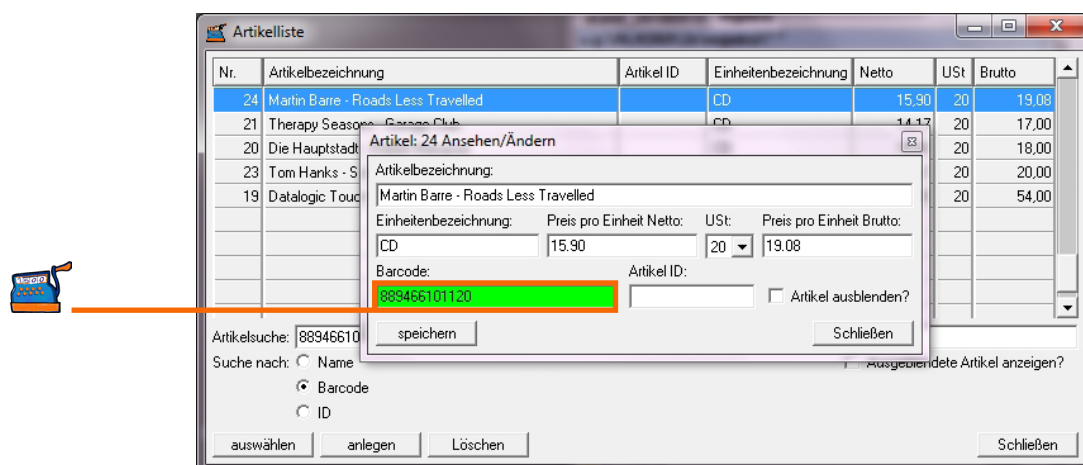 Artikelliste
Nr. Artikelbezeichnung Artikel ID Einheitenbezeichnung Netto USt Brutto
24 Martin Barre - Roads Less Travelled CD 15,90 20 19,08
21 Therapy Seasons - Garage Club CD 14,17 20 17,00
20 Die Hauptstadt 20 18,00
23 Tom Hanks - S 20 20,00
19 Datalogic Touc 20 54,00
Artikel: 24 Ansehen/Ändern
Artikelbezeichnung:
Martin Barre - Roads Less Travelled
Einheitenbezeichnung: Preis pro Einheit Netto: USt: Preis pro Einheit Brutto:
CD 15.90 20 19.08
Barcode: Artikel ID:
889466101120 Artikel ausblenden?
speichern Schließen
Artikelsuche: 88946610
Suche nach: Name Ausgeblendete Artikel anzeigen?
Barcode
ID
auswählen anlegen Löschen Schließen